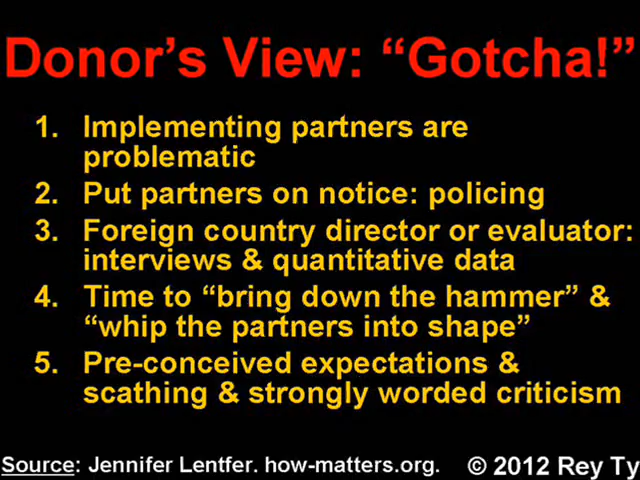 Donor's View: "Gotcha!"
1. Implementing partners are
problematic
2. Put partners on notice: policing
3. Foreign country director or evaluator:
interviews & quantitative data
4. Time to "bring down the hammer" &
"whip the partners into shape"
5. Pre-conceived expectations &
scathing & strongly worded criticism
Source: Jennifer Lentfer. how-matters.org. © 2012 Rey Ty